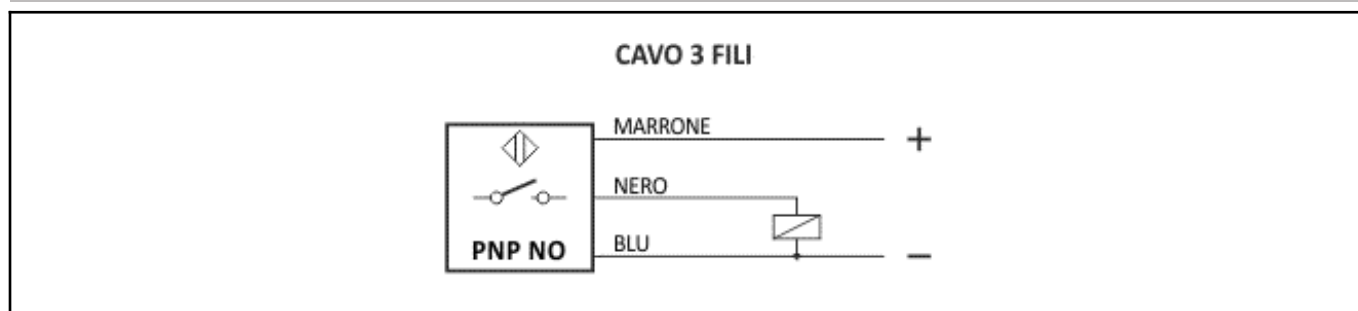 CAVO 3 FILI
MARRONE
+
NERO
PNP NO
BLU
−